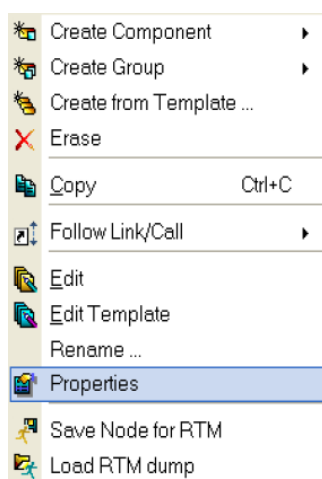 Create Component
Create Group
Create from Template ...
Erase
Copy Ctrl+C
Follow Link/Call
Edit
Edit Template
Rename ...
Properties
Save Node for RTM
Load RTM dump